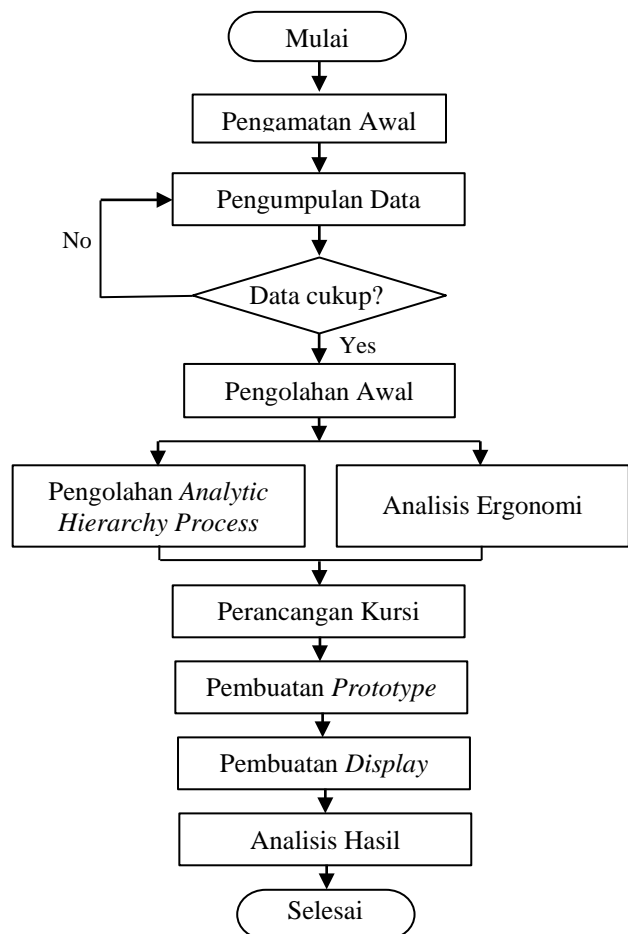 Mulai
Pengamatan Awal
Pengumpulan Data
No
Data cukup?
Yes
Pengolahan Awal
Pengolahan Analytic
Hierarchy Process
Analisis Ergonomi
Perancangan Kursi
Pembuatan Prototype
Pembuatan Display
Analisis Hasil
Selesai